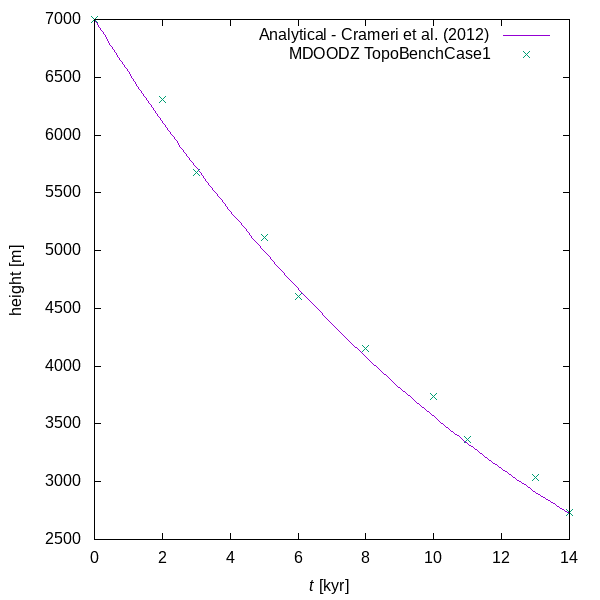 Analytical - Crameri et al. (2012)
MDOODZ TopoBenchCase1
7000
6500
6000
5500
5000
4500
4000
3500
3000
2500
height [m]
0 2 4 6 8 10 12 14
t [kyr]